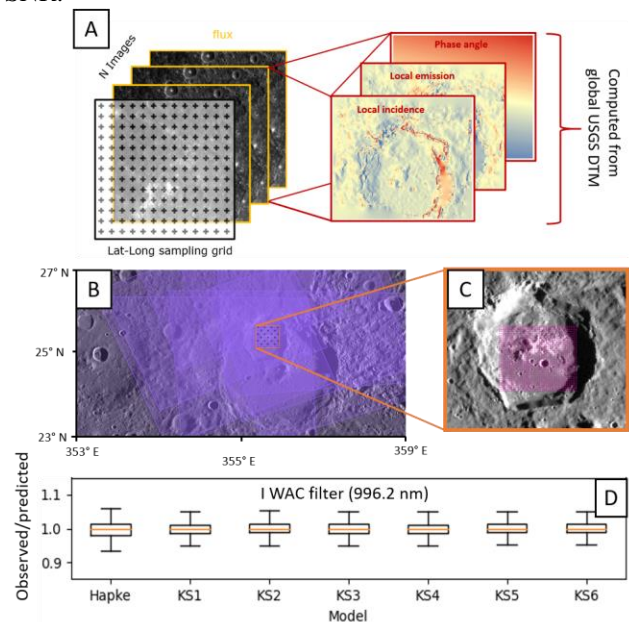 SNR.
A
N Images
flux
Phase angle
Local emission
Local incidence
Computed from
global USGS DTM
Lat-Long sampling grid
B
C
27° N
25° N
23° N
353° E
355° E
359° E
I WAC filter (996.2 nm)
D
Observed/predicted
1.1
1.0
0.9
Hapke KS1 KS2 KS3 KS4 KS5 KS6
Model